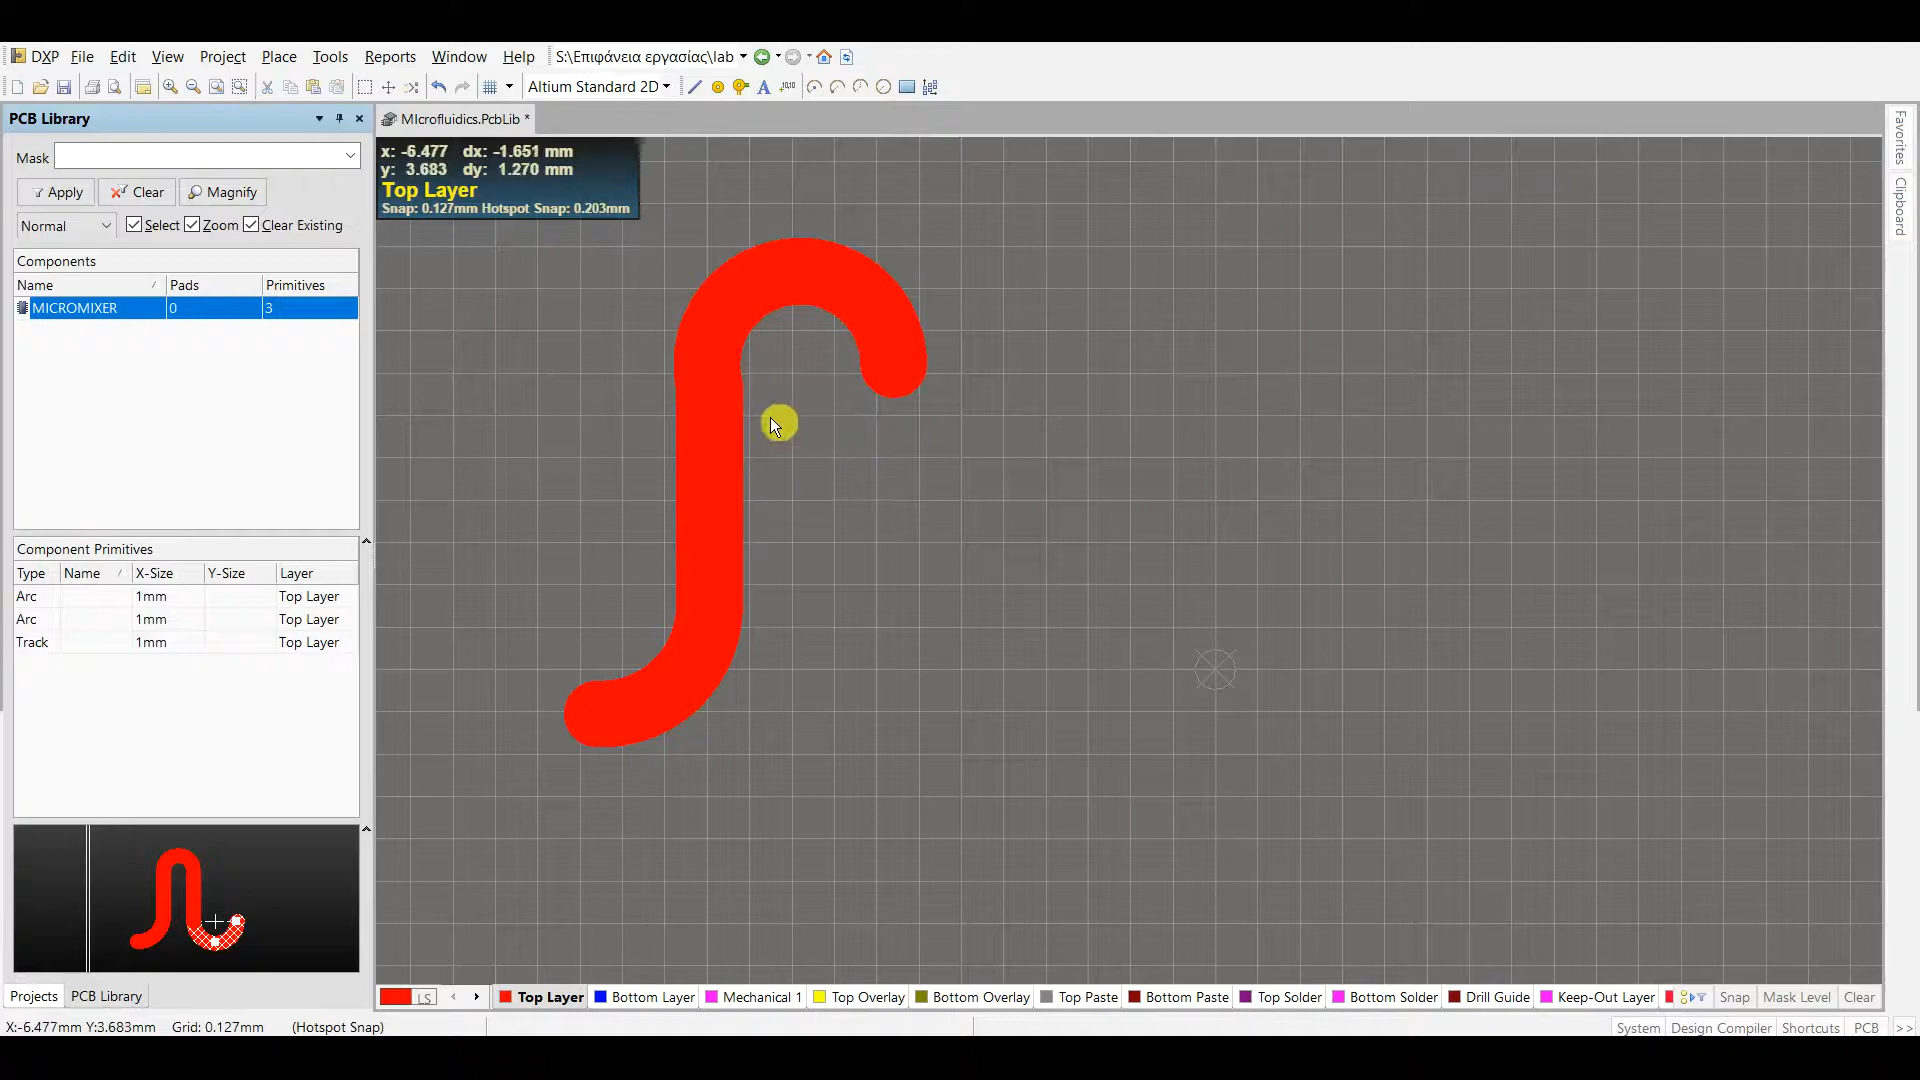 DXP File Edit View Project Place Tools Reports Window Help S:\Επιφάνεια εργασίας\lab
Altium Standard 2D
PCB Library
MIcrofluidics.PcbLib *
Mask
Apply Clear Magnify
Normal Select Zoom Clear Existing
Components
Name Pads Primitives
MICROMIXER 0 3
Component Primitives
Type Name X-Size Y-Size Layer
Arc 1mm Top Layer
Arc 1mm Top Layer
Track 1mm Top Layer
x: -6.477 dx: -1.651 mm
y: 3.683 dy: 1.270 mm
Top Layer
Snap: 0.127mm Hotspot Snap: 0.203mm
Favorites
Clipboard
Projects PCB Library
LS Top Layer Bottom Layer Mechanical 1 Top Overlay Bottom Overlay Top Paste Bottom Paste Top Solder Bottom Solder Drill Guide Keep-Out Layer Snap Mask Level Clear
X:-6.477mm Y:3.683mm Grid: 0.127mm (Hotspot Snap)
System Design Compiler Shortcuts PCB >>